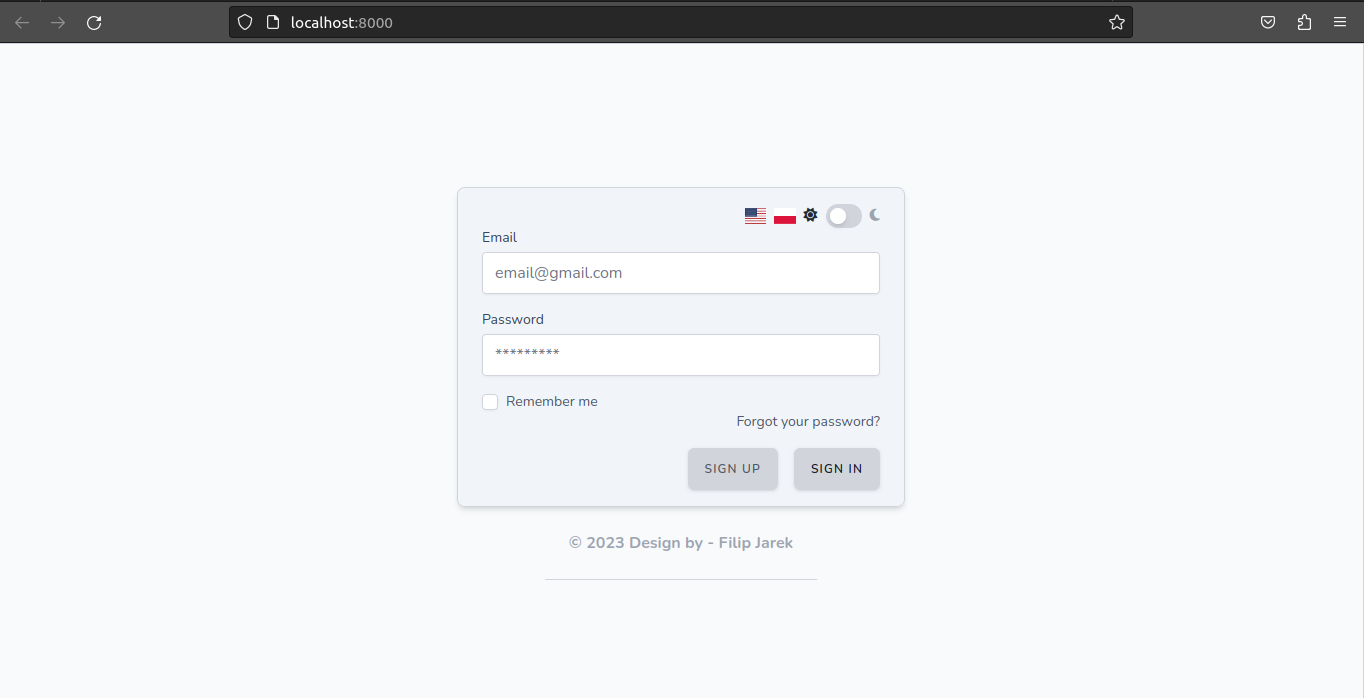 localhost:8000
Email
email@gmail.com
Password
*********
Remember me
Forgot your password?
SIGN UP SIGN IN
© 2023 Design by - Filip Jarek